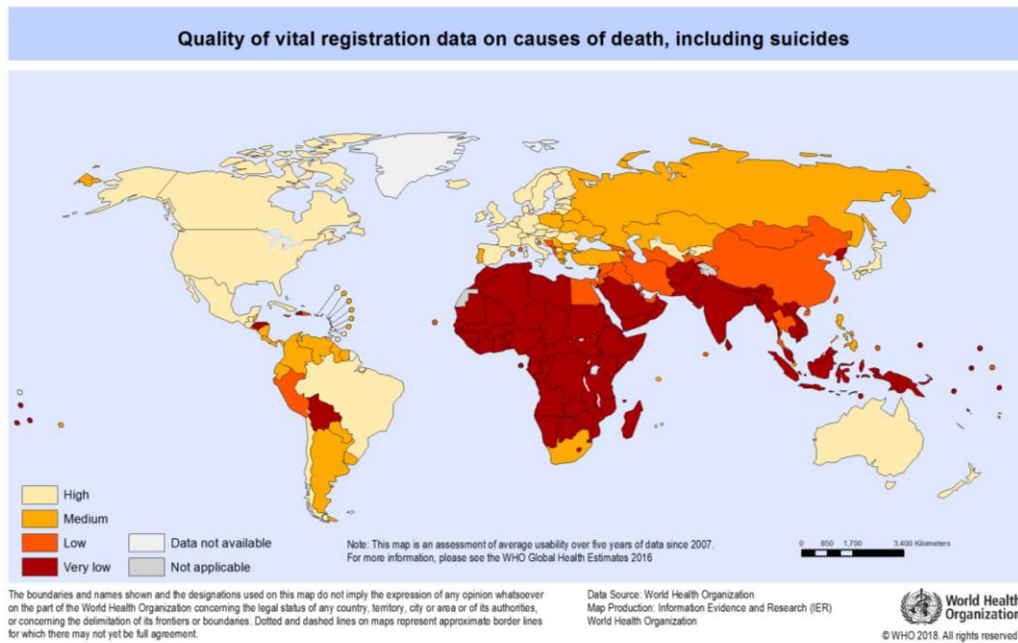 Quality of vital registration data on causes of death, including suicides
High
Medium
Low
Very low
Data not available
Not applicable
Note: This map is an assessment of average usability over five years of data since 2007.
For more information, please see the WHO Global Health Estimates 2016
0 850 1,700 3,400 Kilometers
The boundaries and names shown and the designations used on this map do not imply the expression of any opinion whatsoever
on the part of the World Health Organization concerning the legal status of any country, territory, city or area or of its authorities,
or concerning the delimitation of its frontiers or boundaries. Dotted and dashed lines on maps represent approximate border lines
for which there may not yet be full agreement.
Data Source: World Health Organization
Map Production: Information Evidence and Research (IER)
World Health Organization
World Health
Organization
© WHO 2018. All rights reserved.